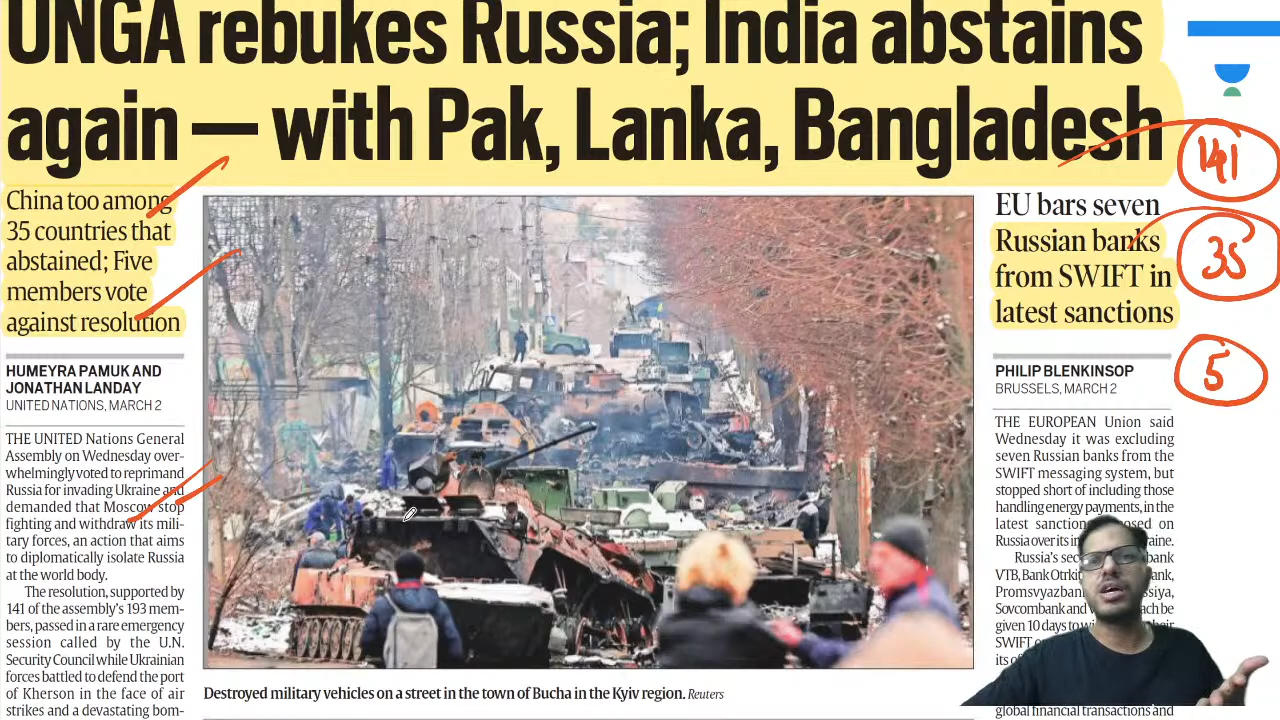 UNGA rebukes Russia; India abstains
again — with Pak, Lanka, Bangladesh
China too among
35 countries that
abstained; Five
members vote
against resolution
HUMEYRA PAMUK AND
JONATHAN LANDAY
UNITED NATIONS, MARCH 2
THE UNITED Nations General
Assembly on Wednesday over-
whelmingly voted to reprimand
Russia for invading Ukraine and
demanded that Moscow stop
fighting and withdraw its mili-
tary forces, an action that aims
to diplomatically isolate Russia
at the world body.
The resolution, supported by
141 of the assembly's 193 mem-
bers, passed in a rare emergency
session called by the U.N.
Security Council while Ukrainian
forces battled to defend the port
of Kherson in the face of air
strikes and a devastating bom-
Destroyed military vehicles on a street in the town of Bucha in the Kyiv region. Reuters
EU bars seven
Russian banks
from SWIFT in
latest sanctions
PHILIP BLENKINSOP
BRUSSELS, MARCH 2
THE EUROPEAN Union said
Wednesday it was excluding
seven Russian banks from the
SWIFT messaging system, but
stopped short of including those
handling energy payments, in the
latest sanction on
Russia over its
Russia's bank
VTB, Bank
Sovcombank and
given 10 days to
SWIFT
global financial transactions and
141
35
5